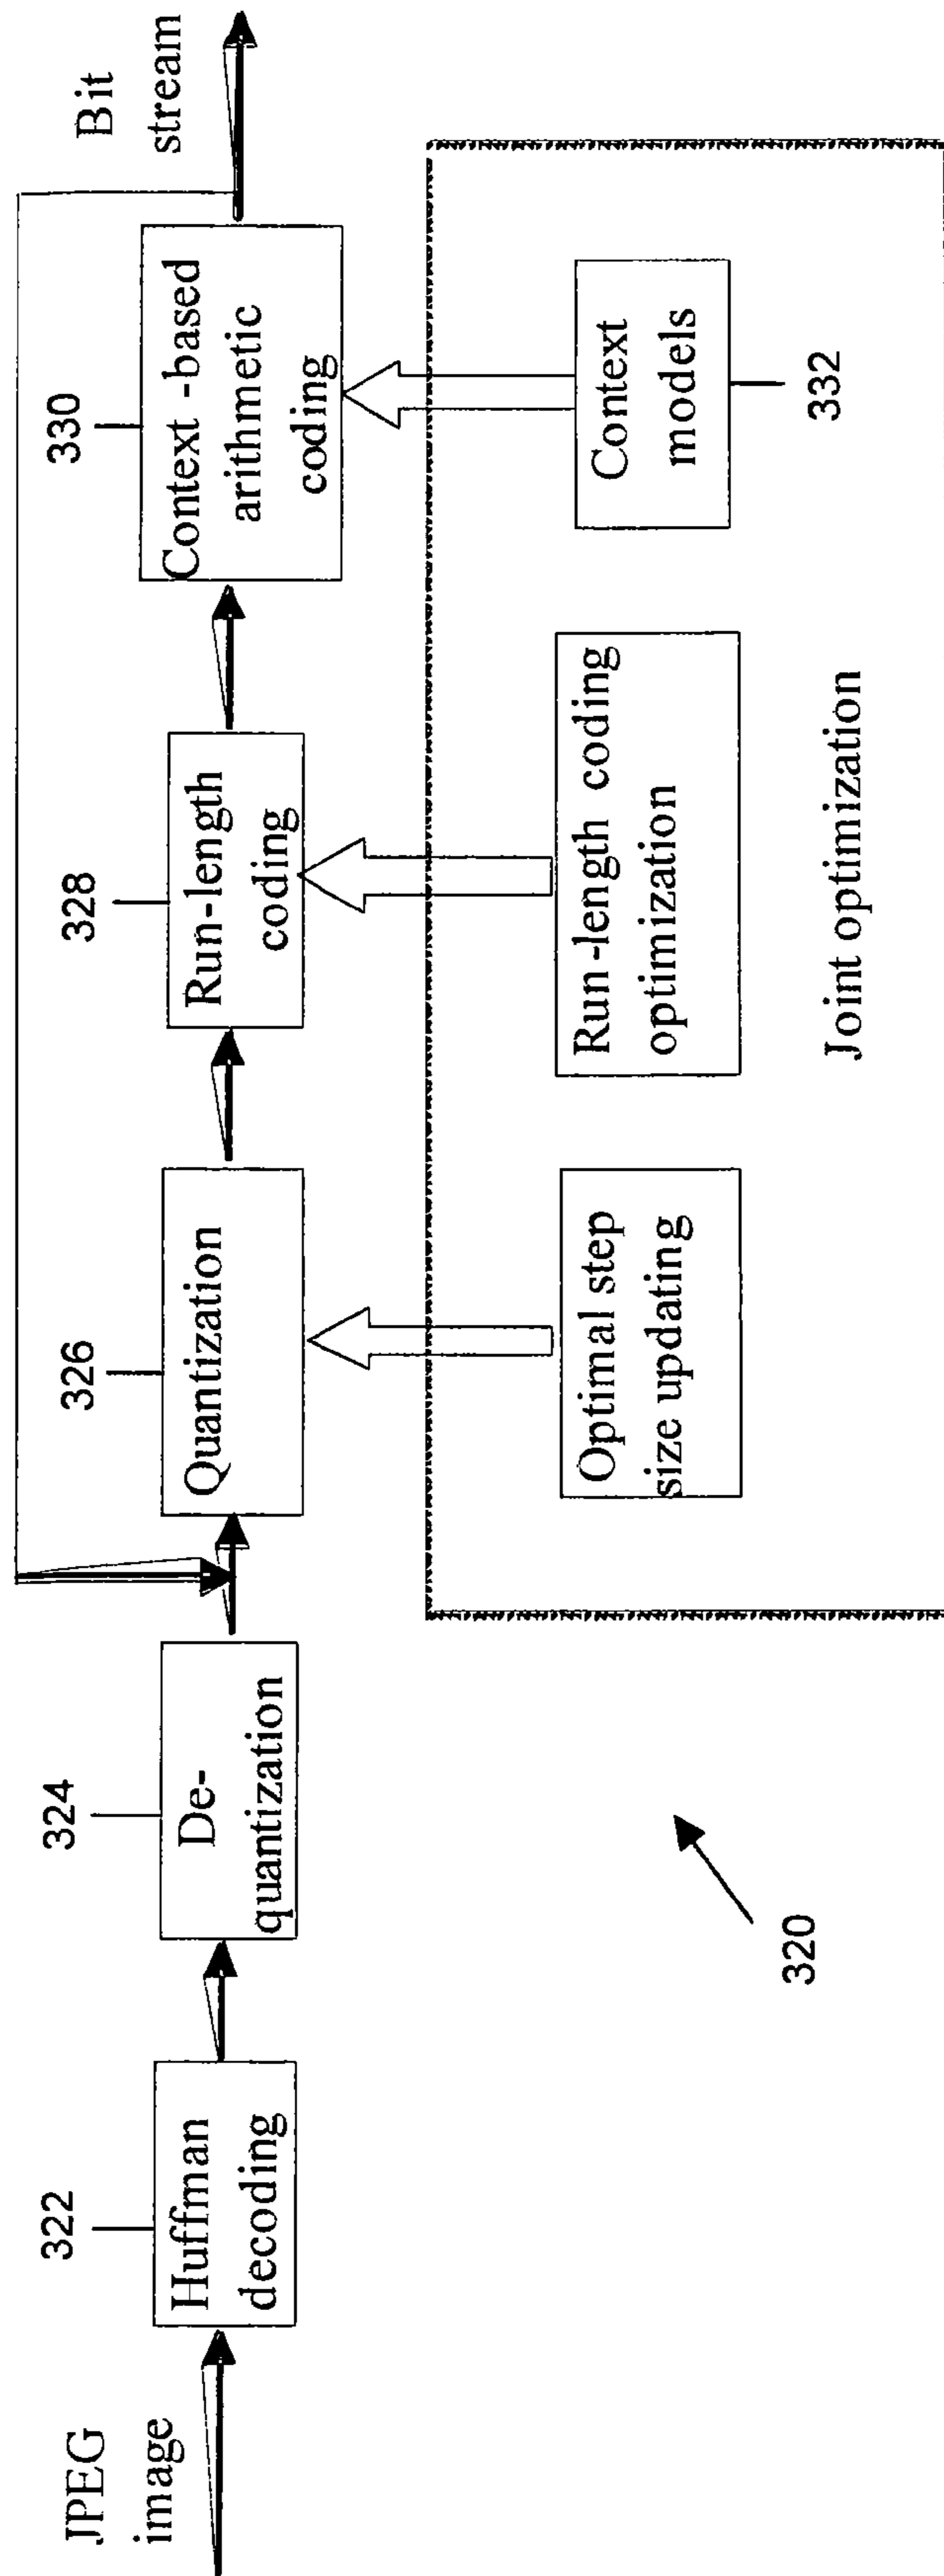 JPEG
image
322
Huffman
decoding
324
De-
quantization
326
Quantization
328
Run-length
coding
330
Context -based
arithmetic
coding
Bit
stream
Optimal step
size updating
Run-length coding
optimization
Context
models
332
Joint optimization
320